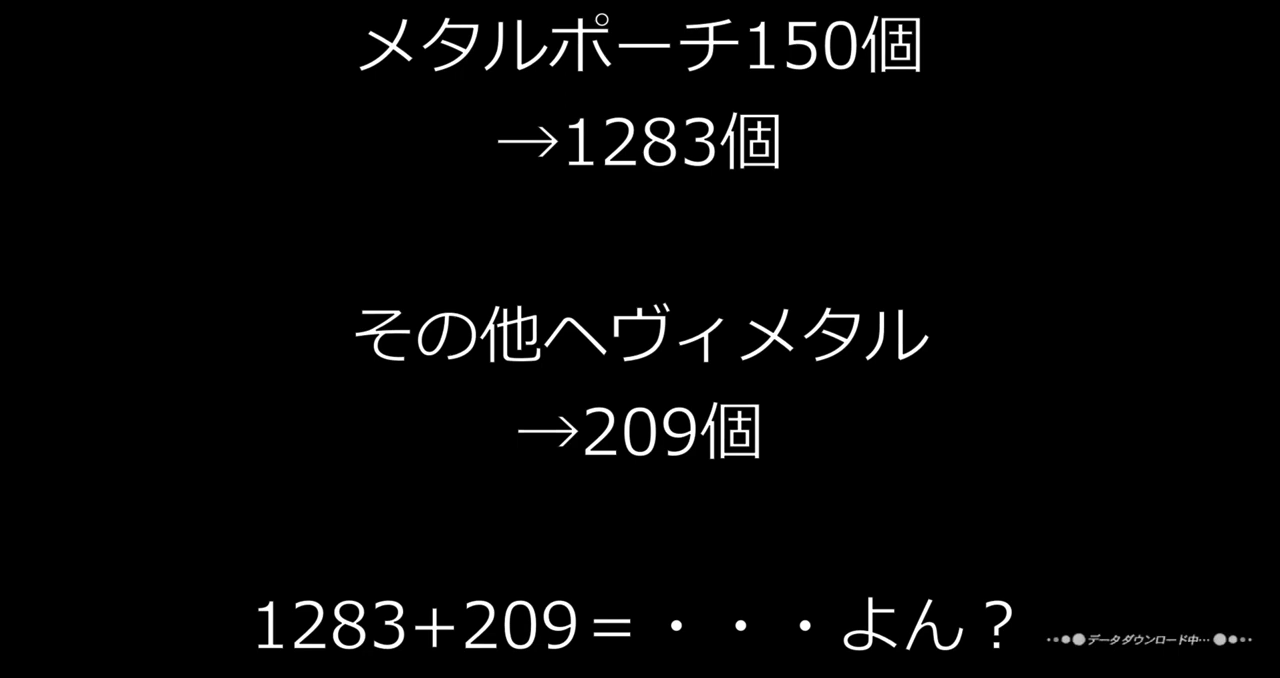 メタルポーチ150個
→1283個
その他ヘヴィメタル
→209個
1283+209＝・・・よん？
データダウンロード中…